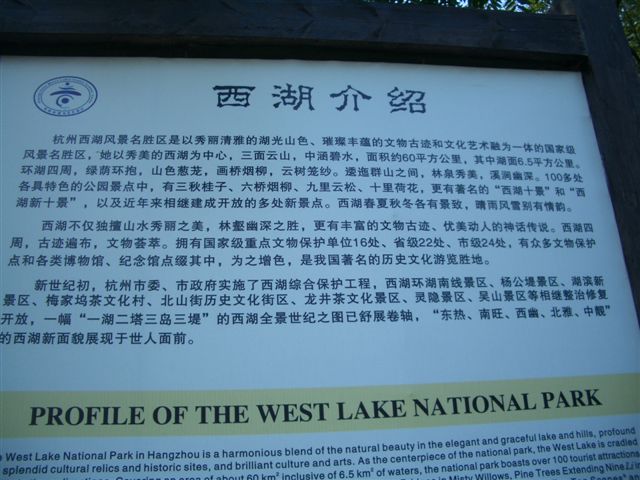 西湖介绍
杭州西湖风景名胜区是以秀丽清雅的湖光山色、璀璨丰蕴的文物古迹和文化艺术融为一体的国家级
风景名胜区，她以秀美的西湖为中心，三面云山，中涵碧水，面积约60平方公里，其中湖面6.5平方公里。
环湖四周，绿荫环抱，山色葱茏，画桥烟柳，云树笼纱。逶迤群山之间，林泉秀美，溪涧幽深。100多处
各具特色的公园景点中，有三秋桂子、六桥烟柳、九里云松、十里荷花，更有著名的“西湖十景”和“西
湖新十景”，以及近年来相继建成开放的多处新景点。西湖春夏秋冬各有景致，晴雨风雪别有情韵。
西湖不仅独擅山水秀丽之美，林壑幽深之胜，更有丰富的文物古迹、优美动人的神话传说。西湖四
周，古迹遍布，文物荟萃。拥有国家级重点文物保护单位16处、省级22处、市级24处，有众多文物保护
点和各类博物馆、纪念馆点缀其中，为之增色，是我国著名的历史文化游览胜地。
新世纪初，杭州市委、市政府实施了西湖综合保护工程，西湖环湖南线景区、杨公堤景区、湖滨新
景区、梅家坞茶文化村、北山街历史文化街区、龙井茶文化景区、灵隐景区、吴山景区等相继整治修复
开放，一幅“一湖二塔三岛三堤”的西湖全景世纪之图已舒展卷轴，“东热、南旺、西幽、北雅、中靓”
的西湖新面貌展现于世人面前。
PROFILE OF THE WEST LAKE NATIONAL PARK
West Lake National Park in Hangzhou is a harmonious blend of the natural beauty in the elegant and graceful lake and hills, profound
splendid cultural relics and historic sites, and brilliant culture and arts. As the centerpiece of the national park, the West Lake is cradled
Covering an area of about 60 km² inclusive of 6.5 km² of waters, the national park boasts over 100 tourist attractions
in Misty Willows, Pine Trees Extending Nine Li